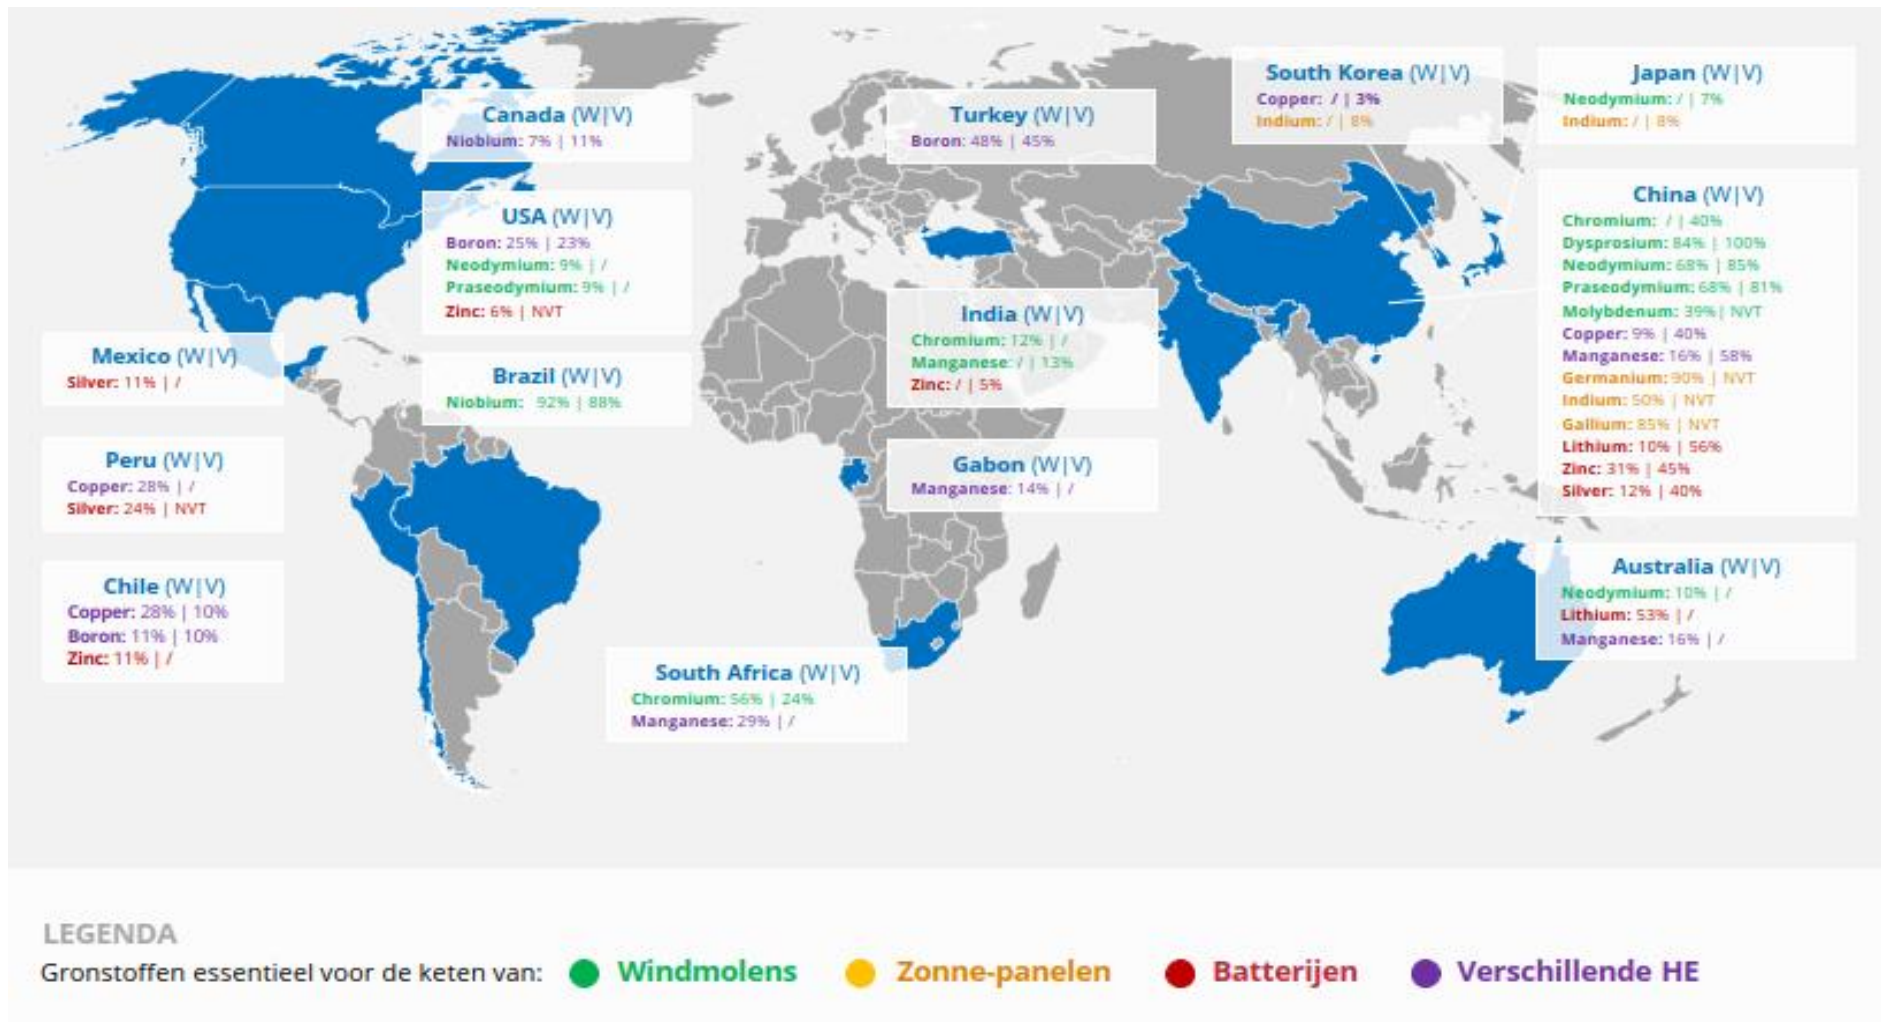 Canada (W|V)
Niobium: 7% | 11%
USA (W|V)
Boron: 25% | 23%
Neodymium: 9% | /
Praseodymium: 9% | /
Zinc: 6% | NVT
Mexico (W|V)
Silver: 11% | /
Brazil (W|V)
Niobium: 92% | 88%
Peru (W|V)
Copper: 28% | /
Silver: 24% | NVT
Chile (W|V)
Copper: 28% | 10%
Boron: 11% | 10%
Zinc: 11% | /
Turkey (W|V)
Boron: 48% | 45%
India (W|V)
Chromium: 12% | /
Manganese: / | 13%
Zinc: / | 5%
Gabon (W|V)
Manganese: 14% | /
South Africa (W|V)
Chromium: 56% | 24%
Manganese: 29% | /
South Korea (W|V)
Copper: / | 3%
Indium: / | 8%
Japan (W|V)
Neodymium: / | 7%
Indium: / | 8%
China (W|V)
Chromium: / | 40%
Dysprosium: 84% | 100%
Neodymium: 68% | 85%
Praseodymium: 68% | 81%
Molybdenum: 39% | NVT
Copper: 9% | 40%
Manganese: 16% | 58%
Germanium: 90% | NVT
Indium: 50% | NVT
Gallium: 85% | NVT
Lithium: 10% | 56%
Zinc: 31% | 45%
Silver: 12% | 40%
Australia (W|V)
Neodymium: 10% | /
Lithium: 53% | /
Manganese: 16% | /
LEGENDA
Gronstoffen essentieel voor de keten van: Windmolens Zonne-panelen Batterijen Verschillende HE